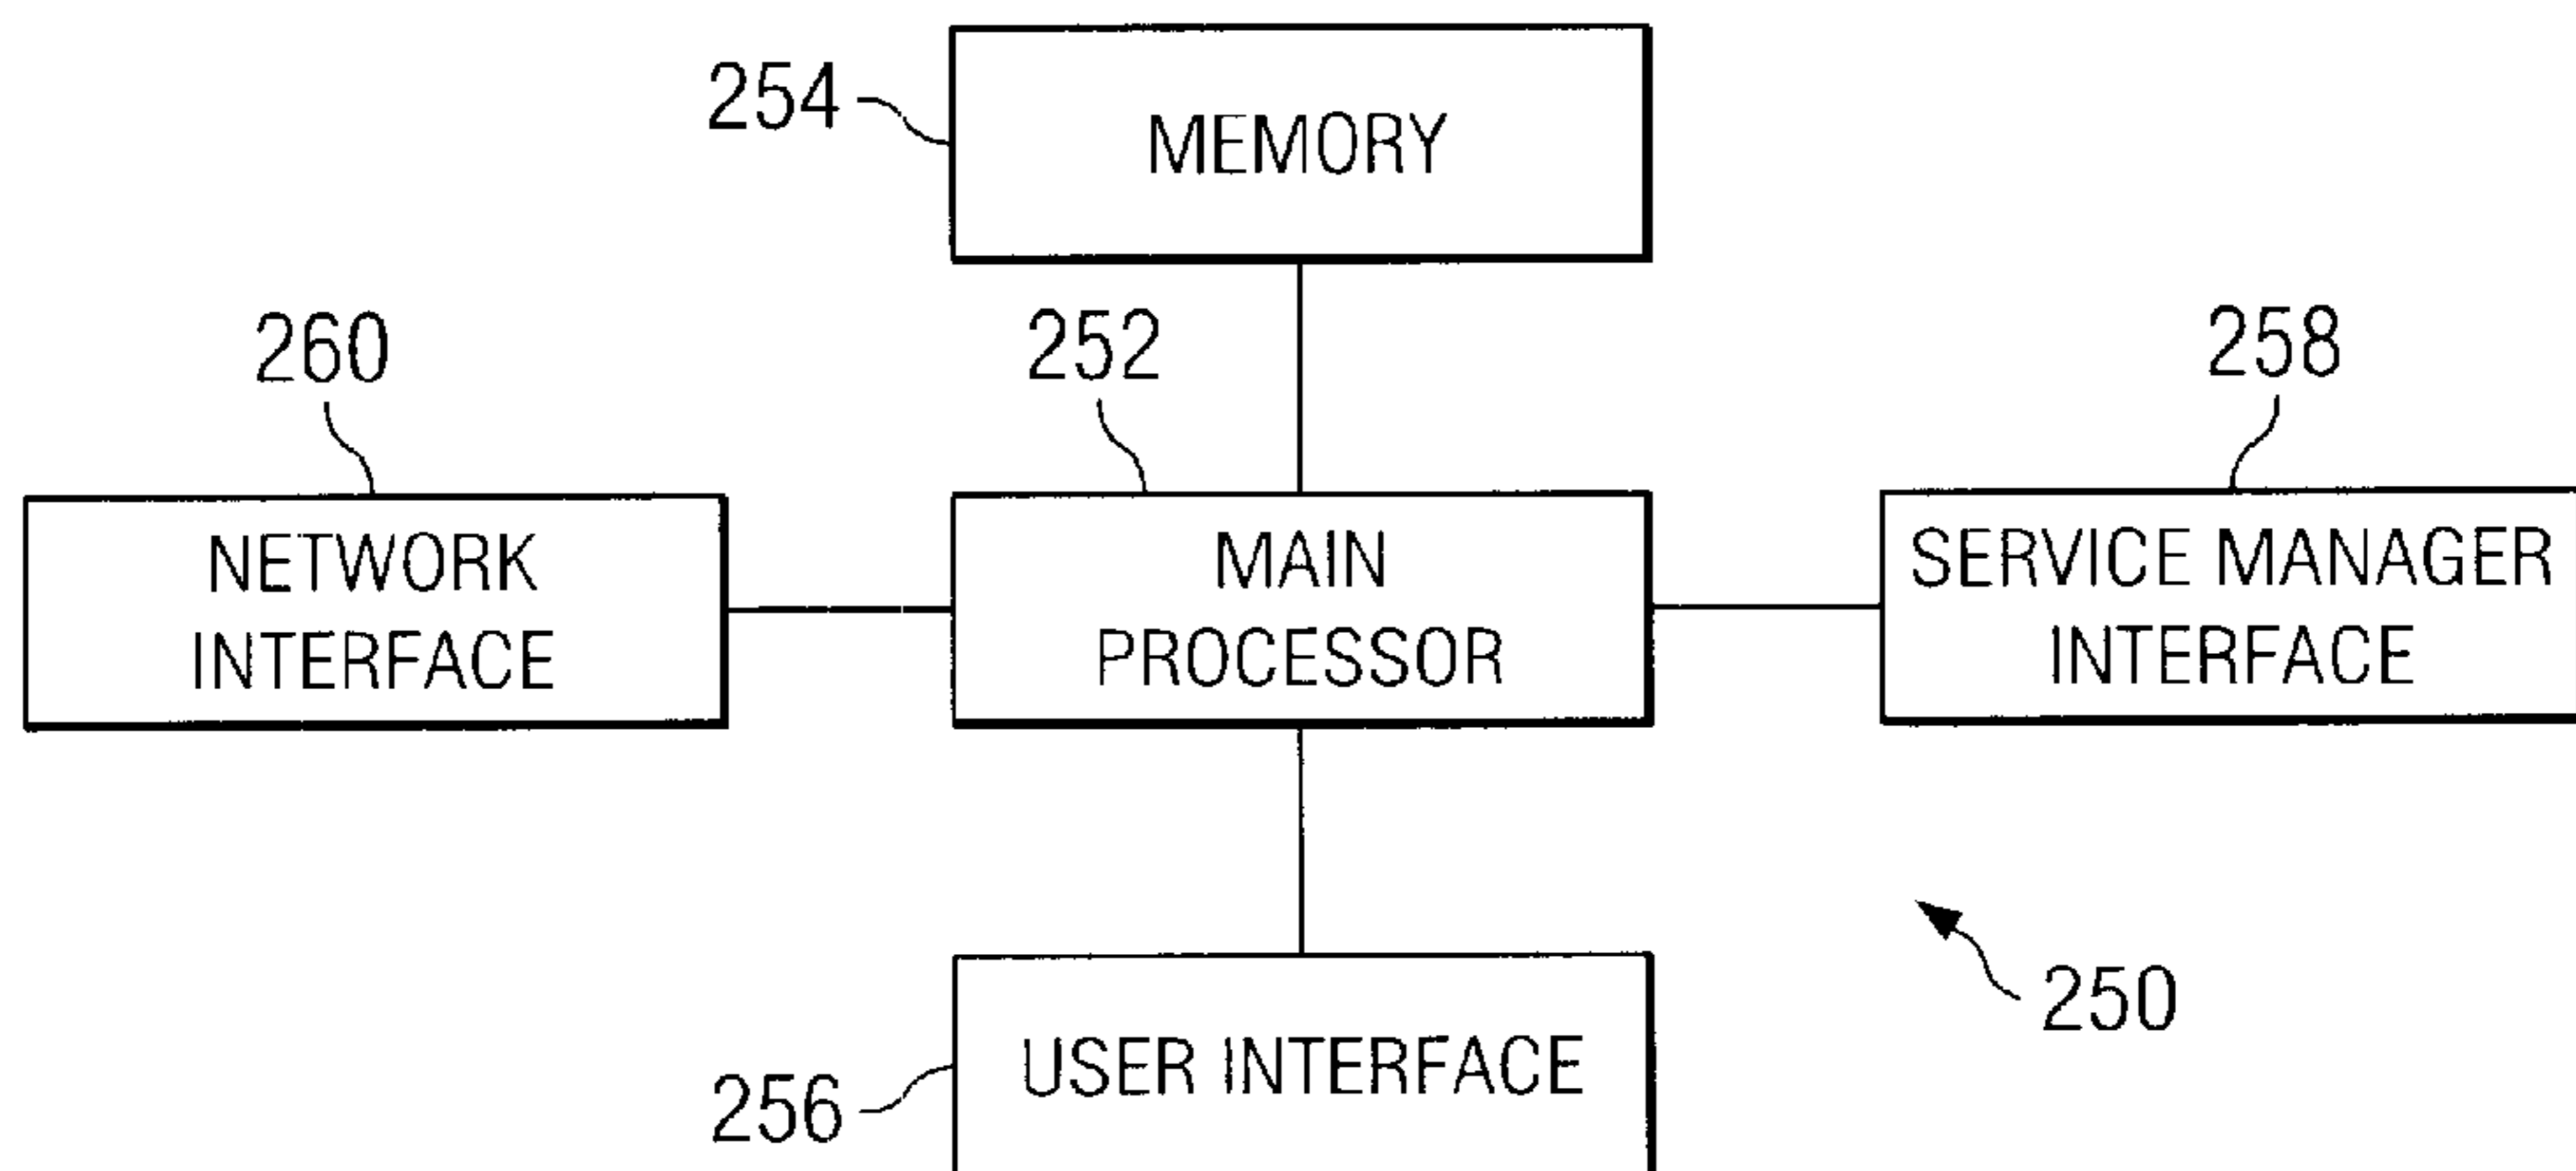 254
MEMORY
260
252
258
NETWORK
INTERFACE
MAIN
PROCESSOR
SERVICE MANAGER
INTERFACE
250
256
USER INTERFACE